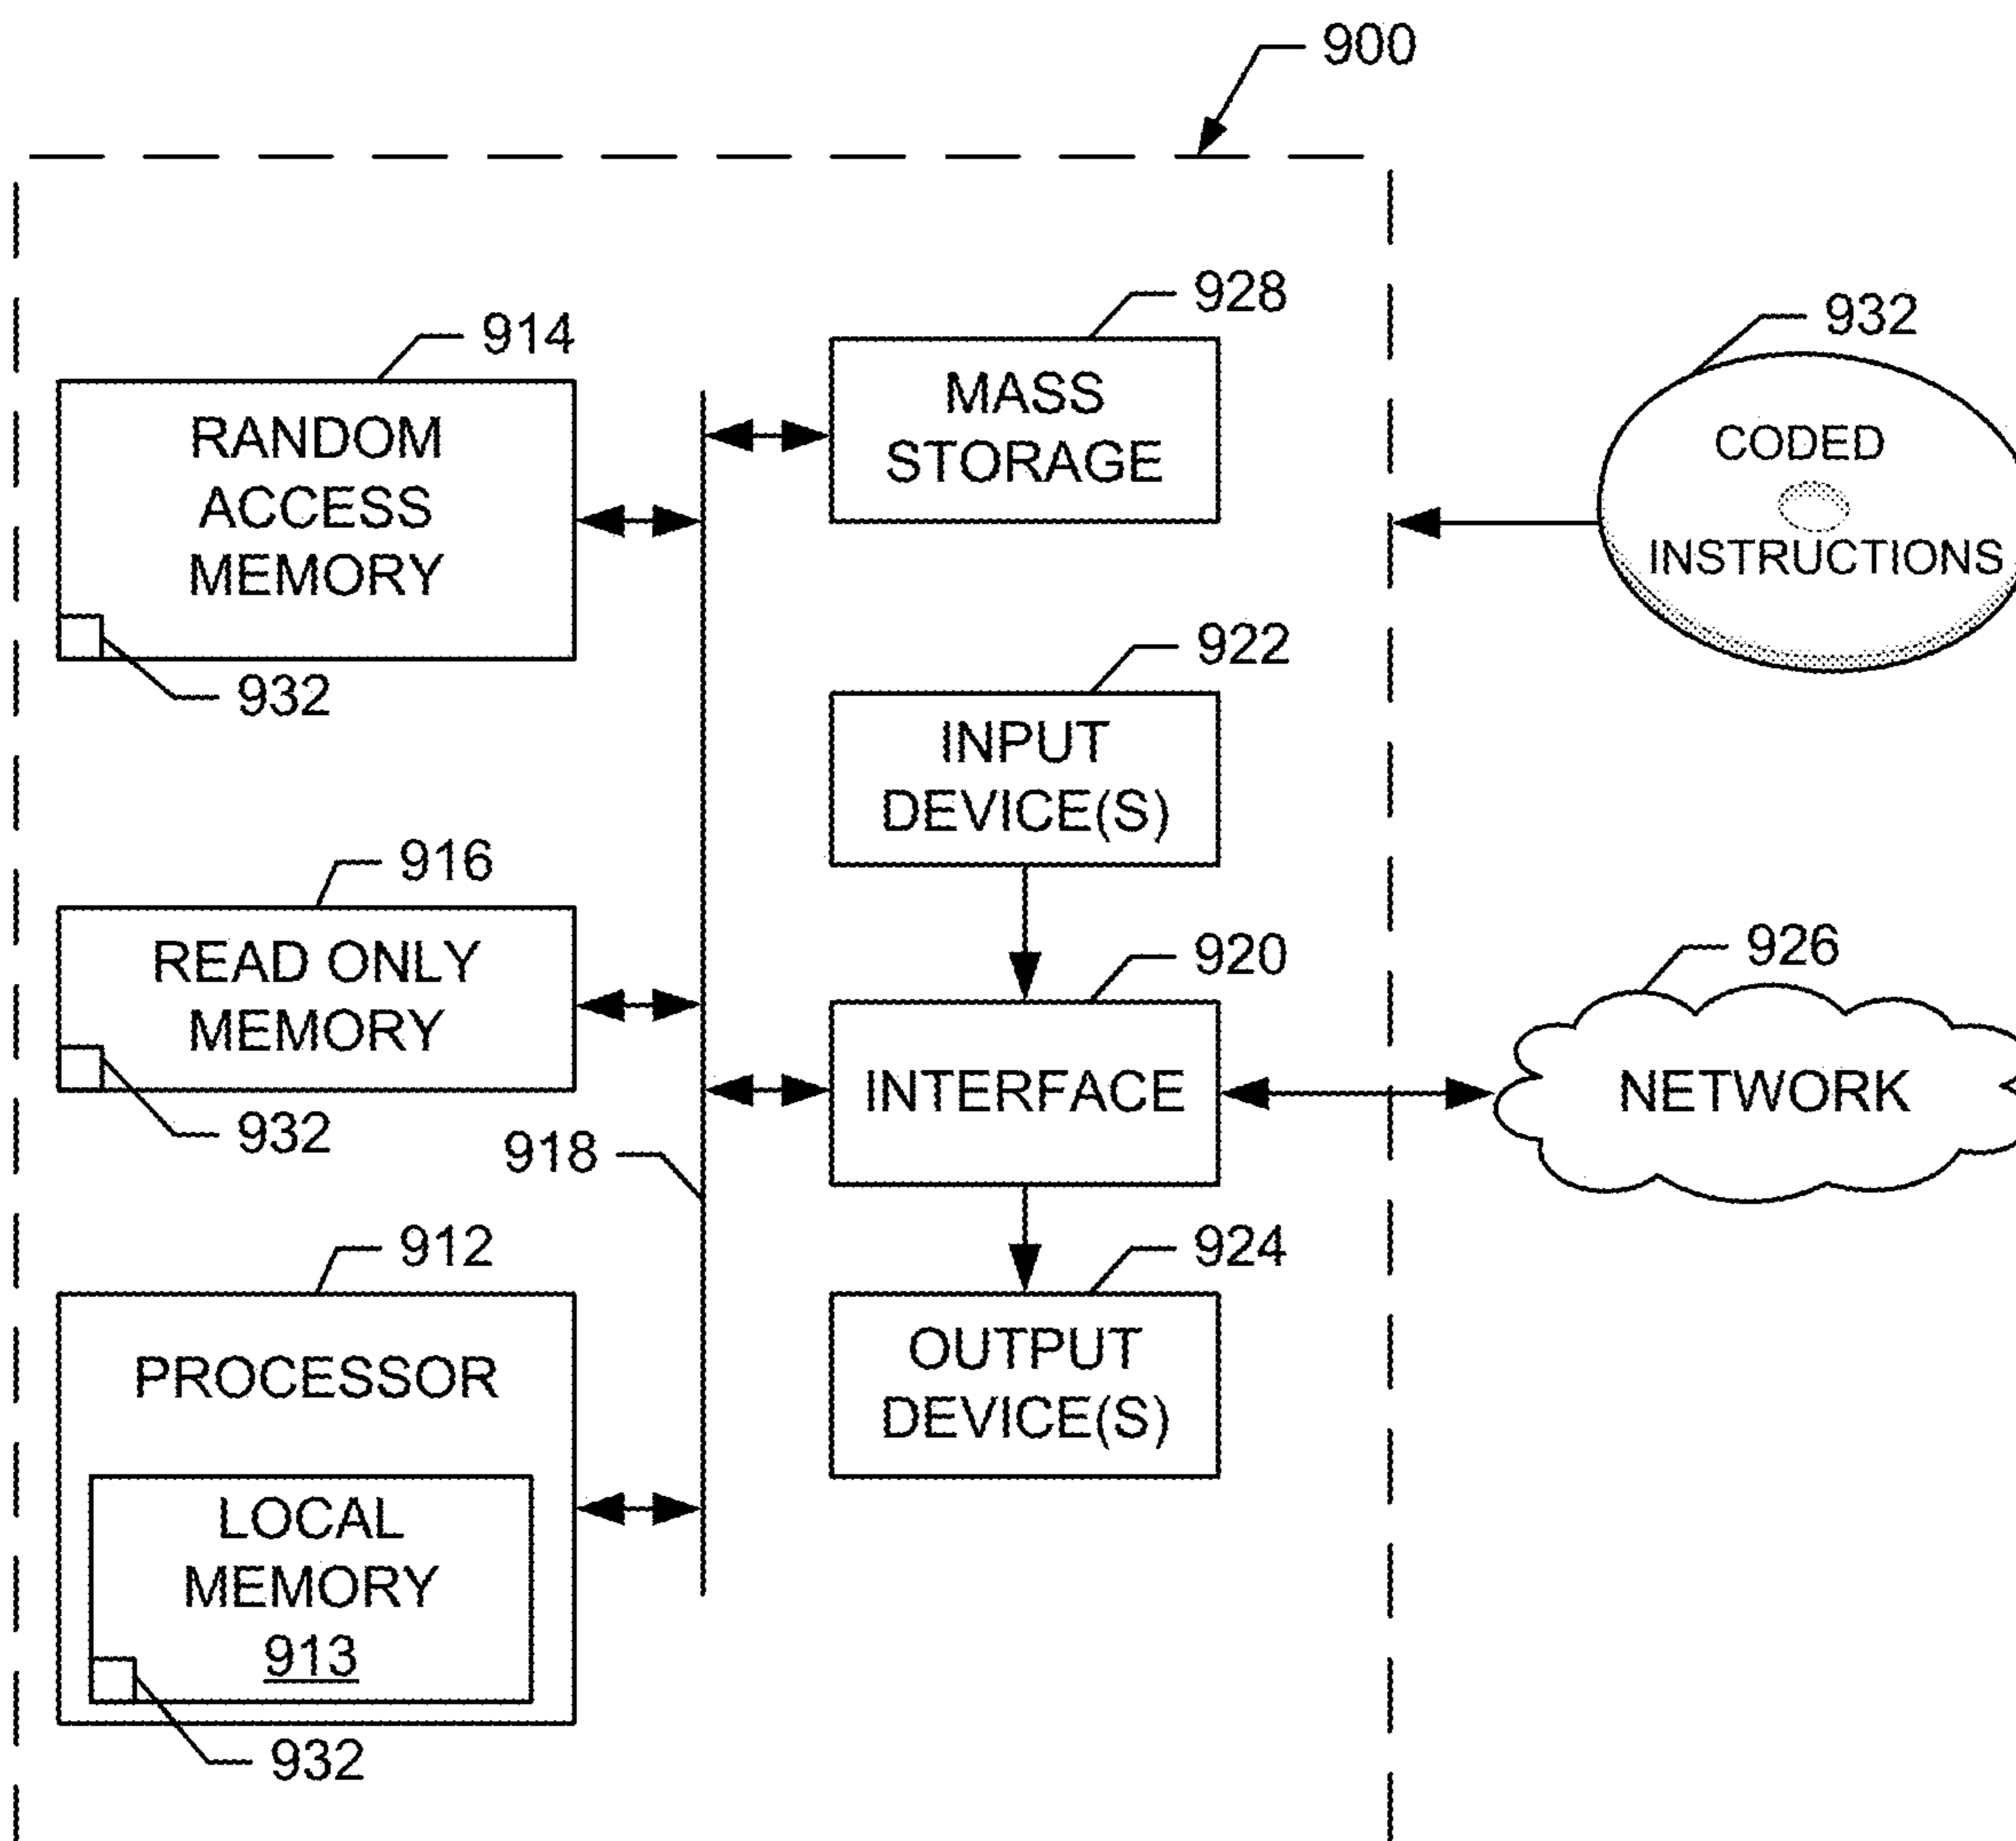 900
914
RANDOM
ACCESS
MEMORY
932
928
MASS
STORAGE
932
CODED
INSTRUCTIONS
922
INPUT
DEVICE(S)
916
READ ONLY
MEMORY
932
918
920
INTERFACE
926
NETWORK
912
PROCESSOR
LOCAL
MEMORY
913
932
924
OUTPUT
DEVICE(S)